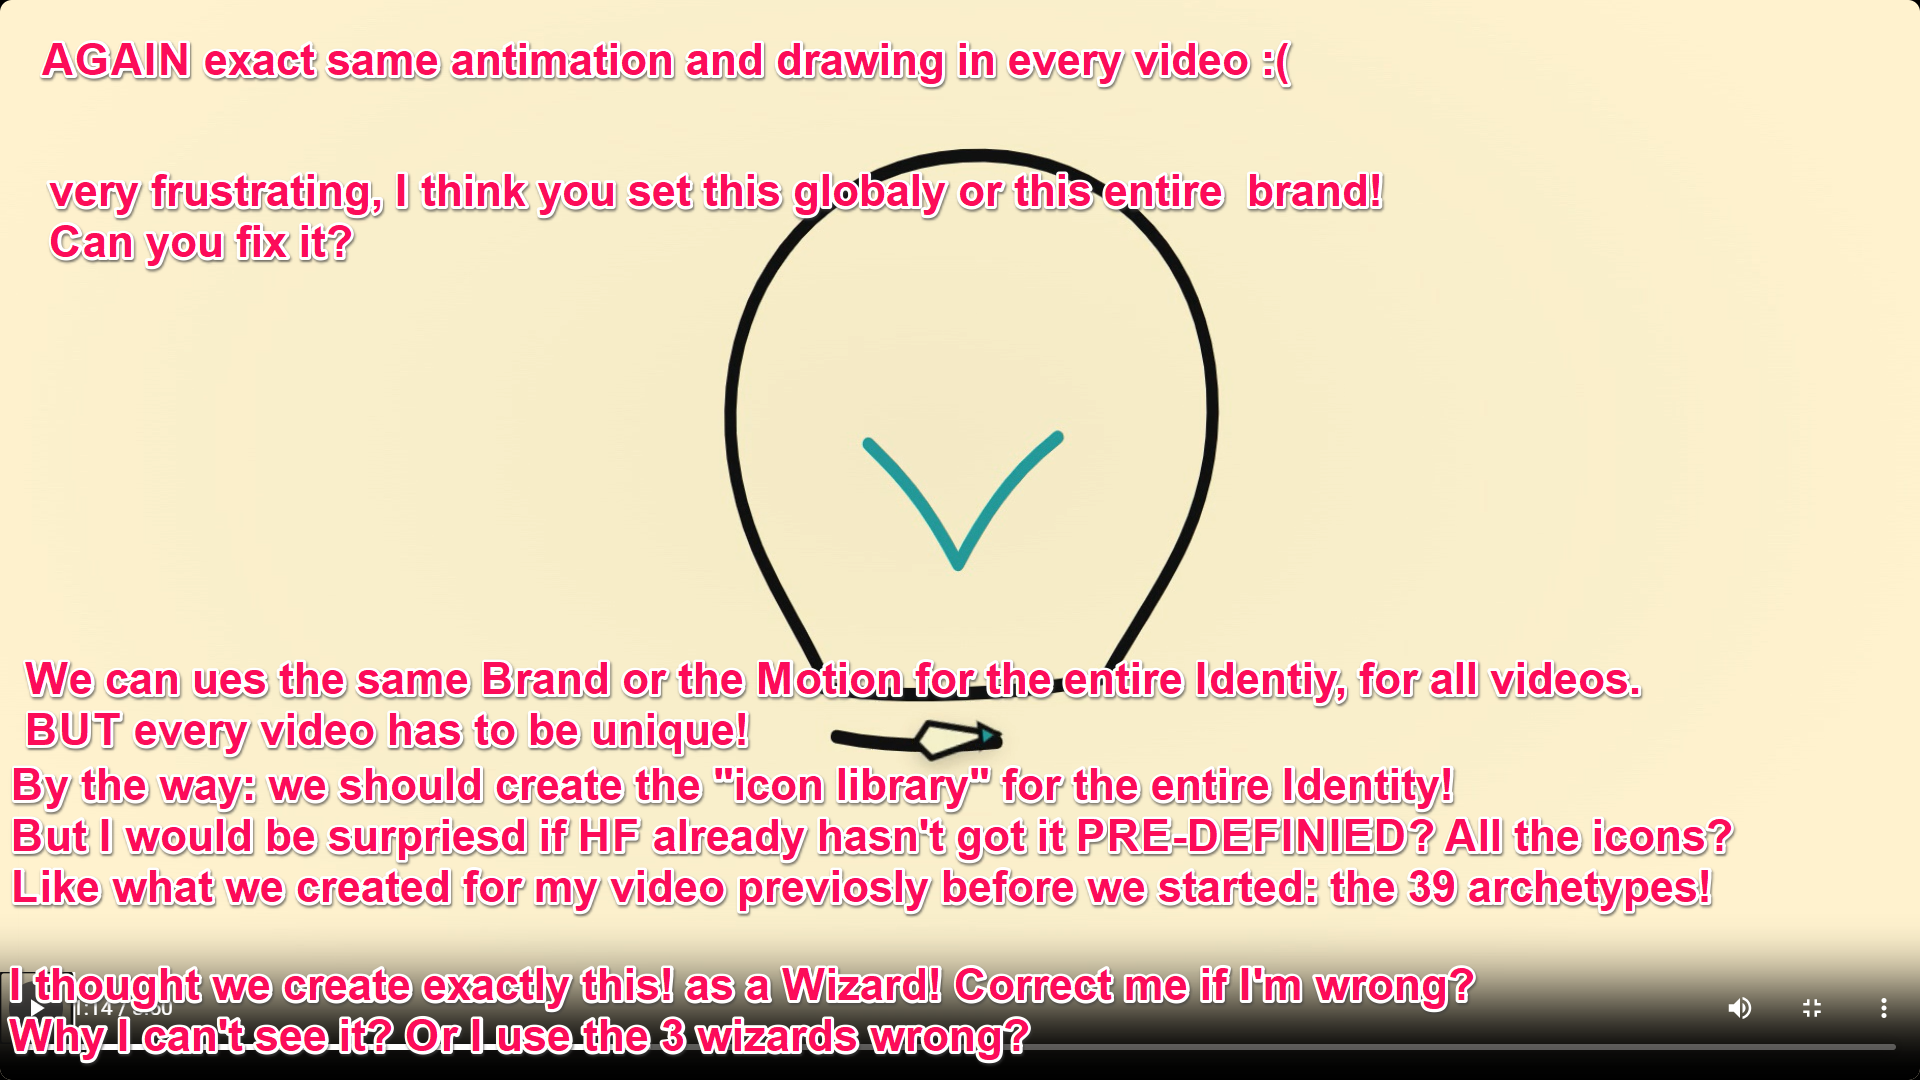 AGAIN exact same antimation and drawing in every video :(
very frustrating, I think you set this globaly or this entire brand!
Can you fix it?
We can ues the same Brand or the Motion for the entire Identiy, for all videos.
BUT every video has to be unique!
By the way: we should create the "icon library" for the entire Identity!
But I would be surpriesd if HF already hasn't got it PRE-DEFINIED? All the icons?
Like what we created for my video previosly before we started: the 39 archetypes!
I thought we create exactly this! as a Wizard! Correct me if I'm wrong?
1:14 /
Why I can't see it? Or I use the 3 wizards wrong?